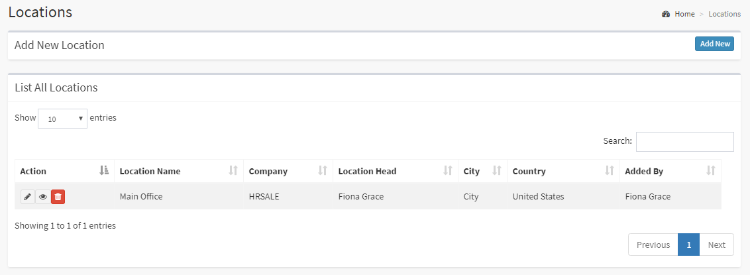 Locations
Home > Locations
Add New Location
Add New
List All Locations
Show 10 entries
Search:
Action Location Name Company Location Head City Country Added By
Main Office HRSALE Fiona Grace City United States Fiona Grace
Showing 1 to 1 of 1 entries
Previous 1 Next